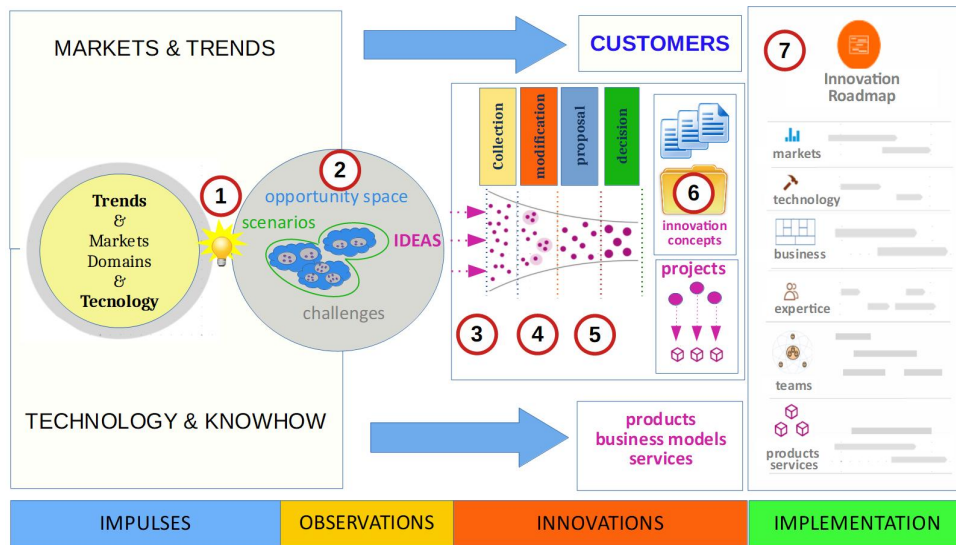 MARKETS & TRENDS
CUSTOMERS
7
Innovation
Roadmap
Collection
modification
proposal
decision
markets
technology
business
expertice
teams
products
services
1
2
Trends
&
Markets
Domains
&
Tecnology
opportunity space
scenarios
IDEAS
challenges
6
innovation
concepts
projects
3
4
5
TECHNOLOGY & KNOWHOW
products
business models
services
IMPULSES
OBSERVATIONS
INNOVATIONS
IMPLEMENTATION